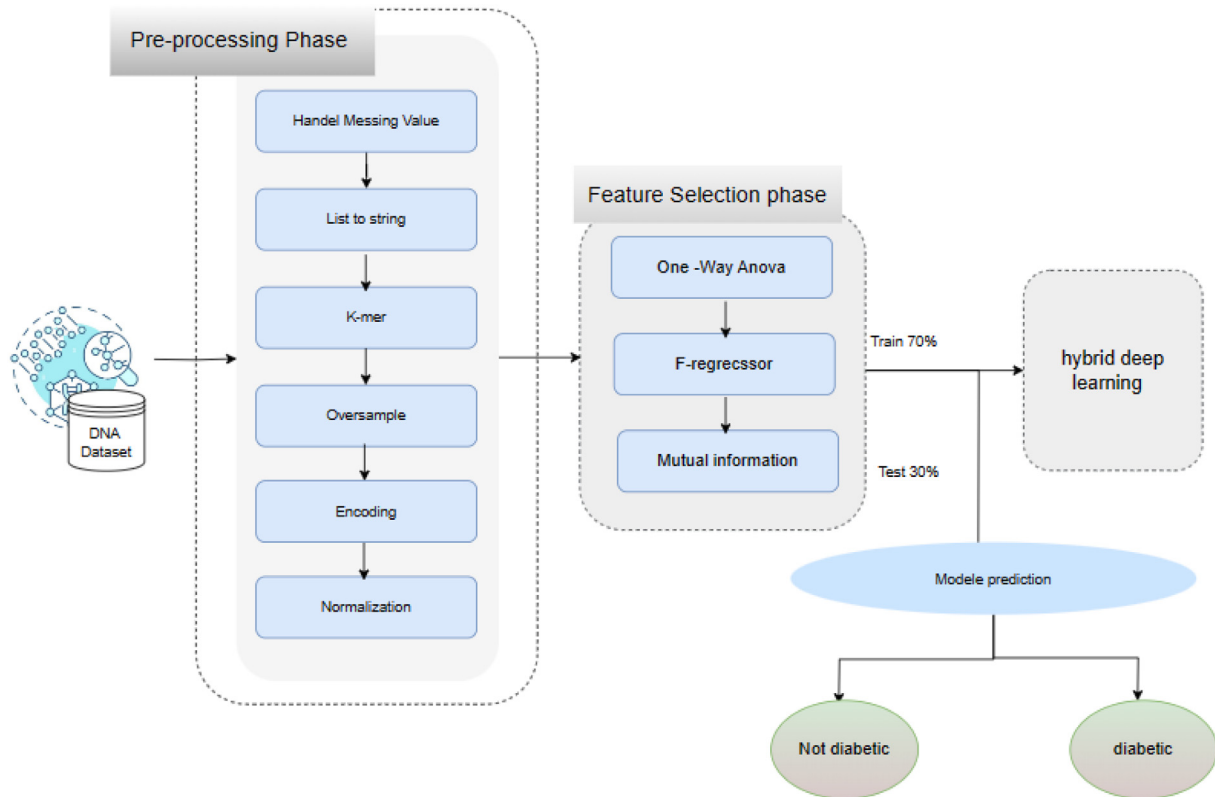 Pre-processing Phase
Handel Messing Value
List to string
K-mer
Oversample
Encoding
Normalization
DNA
Dataset
Feature Selection phase
One -Way Anova
F-regrecssor
Mutual information
Train 70%
Test 30%
hybrid deep
learning
Modele prediction
Not diabetic
diabetic